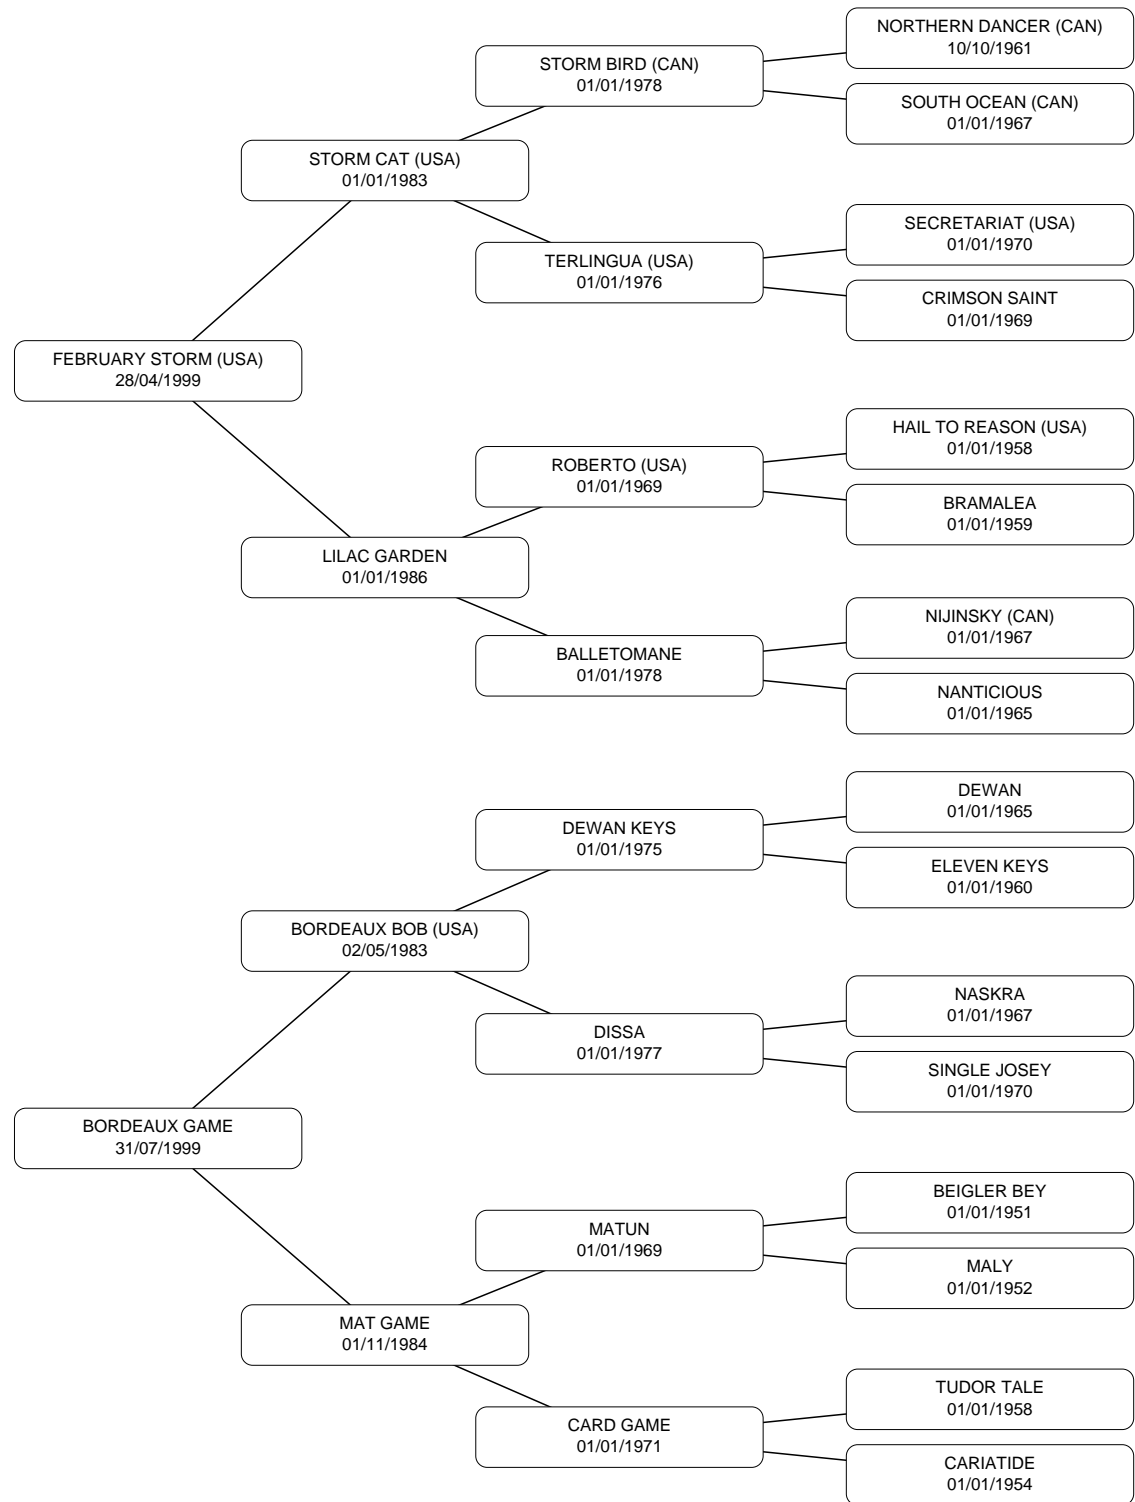 NORTHERN DANCER (CAN)
10/10/1961
STORM BIRD (CAN)
01/01/1978
SOUTH OCEAN (CAN)
01/01/1967
STORM CAT (USA)
01/01/1983
SECRETARIAT (USA)
01/01/1970
TERLINGUA (USA)
01/01/1976
CRIMSON SAINT
01/01/1969
FEBRUARY STORM (USA)
28/04/1999
HAIL TO REASON (USA)
01/01/1958
ROBERTO (USA)
01/01/1969
BRAMALEA
01/01/1959
LILAC GARDEN
01/01/1986
NIJINSKY (CAN)
01/01/1967
BALLETOMANE
01/01/1978
NANTICIOUS
01/01/1965
DEWAN
01/01/1965
DEWAN KEYS
01/01/1975
ELEVEN KEYS
01/01/1960
BORDEAUX BOB (USA)
02/05/1983
NASKRA
01/01/1967
DISSA
01/01/1977
SINGLE JOSEY
01/01/1970
BORDEAUX GAME
31/07/1999
BEIGLER BEY
01/01/1951
MATUN
01/01/1969
MALY
01/01/1952
MAT GAME
01/11/1984
TUDOR TALE
01/01/1958
CARD GAME
01/01/1971
CARIATIDE
01/01/1954